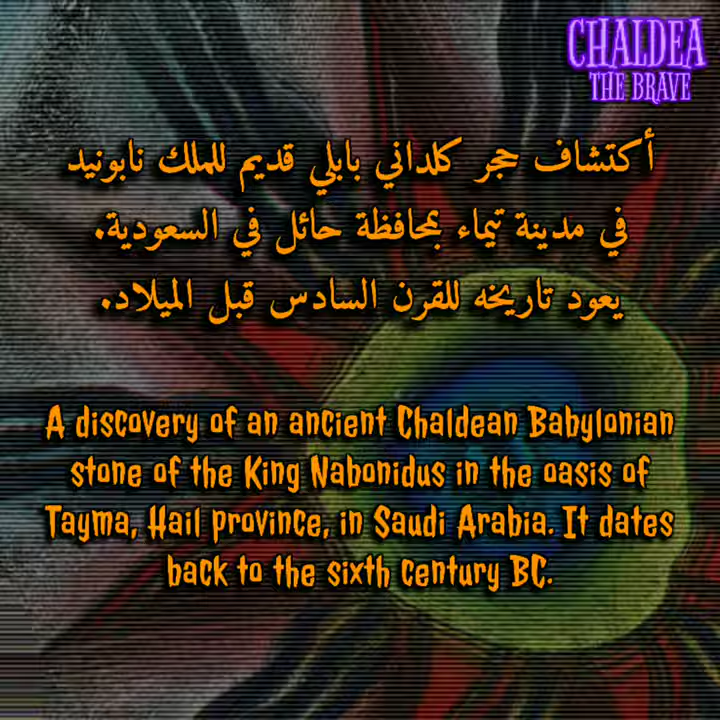 CHALDEA
THE BRAVE
أكتشاف حجر كلداني بابلي قديم للملك نابونيد
في مدينة تيماء بمحافظة حائل في السعودية.
يعود تاريخه للقرن السادس قبل الميلاد.
A discovery of an ancient Chaldean Babylonian
stone of the King Nabonidus in the oasis of
Tayma, Hail province, in Saudi Arabia. It dates
back to the sixth century BC.